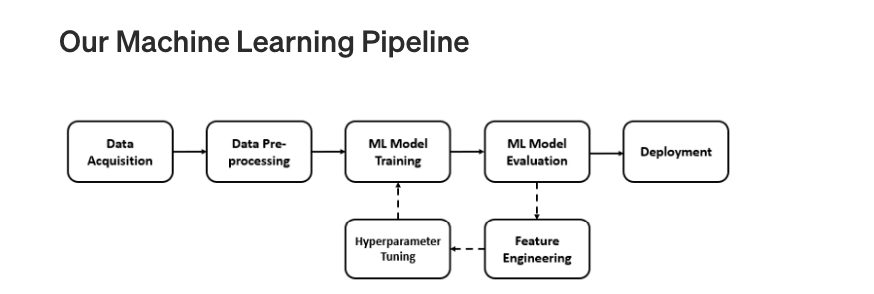 Our Machine Learning Pipeline
Data
Acquisition
Data Pre-
processing
ML Model
Training
ML Model
Evaluation
Deployment
Hyperparameter
Tuning
Feature
Engineering